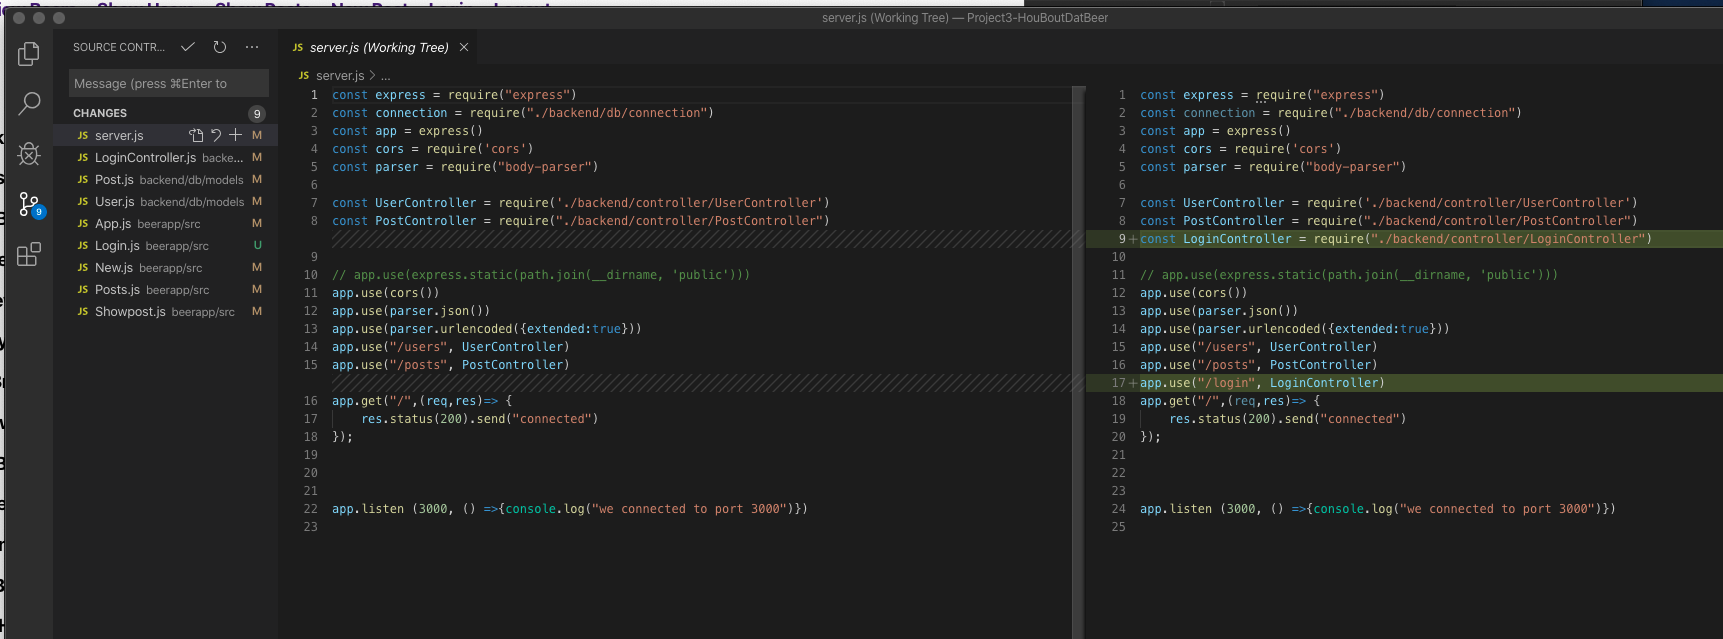 server.js (Working Tree) — Project3-HouBoutDatBeer
SOURCE CONTR...
JS server.js (Working Tree)
Message (press ⌘Enter to
JS server.js > ...
CHANGES 9
JS server.js M
JS LoginController.js backe... M
JS Post.js backend/db/models M
JS User.js backend/db/models M
JS App.js beerapp/src M
JS Login.js beerapp/src U
JS New.js beerapp/src M
JS Posts.js beerapp/src M
JS Showpost.js beerapp/src M
9
1 const express = require("express")
2 const connection = require("./backend/db/connection")
3 const app = express()
4 const cors = require('cors')
5 const parser = require("body-parser")
6
7 const UserController = require('./backend/controller/UserController')
8 const PostController = require("./backend/controller/PostController")
9
10 // app.use(express.static(path.join(__dirname, 'public')))
11 app.use(cors())
12 app.use(parser.json())
13 app.use(parser.urlencoded({extended:true}))
14 app.use("/users", UserController)
15 app.use("/posts", PostController)
16 app.get("/",(req,res)=> {
17 res.status(200).send("connected")
18 });
19
20
21
22 app.listen (3000, () =>{console.log("we connected to port 3000")})
23
1 const express = require("express")
2 const connection = require("./backend/db/connection")
3 const app = express()
4 const cors = require('cors')
5 const parser = require("body-parser")
6
7 const UserController = require('./backend/controller/UserController')
8 const PostController = require("./backend/controller/PostController")
9+ const LoginController = require("./backend/controller/LoginController")
10
11 // app.use(express.static(path.join(__dirname, 'public')))
12 app.use(cors())
13 app.use(parser.json())
14 app.use(parser.urlencoded({extended:true}))
15 app.use("/users", UserController)
16 app.use("/posts", PostController)
17+ app.use("/login", LoginController)
18 app.get("/",(req,res)=> {
19 res.status(200).send("connected")
20 });
21
22
23
24 app.listen (3000, () =>{console.log("we connected to port 3000")})
25